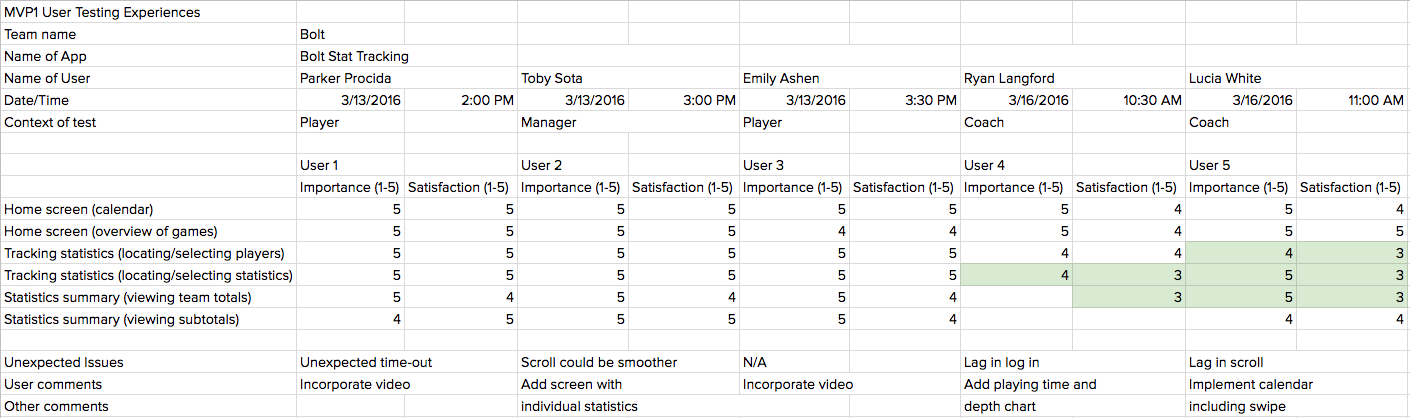 MVP1 User Testing Experiences
Team name Bolt
Name of App Bolt Stat Tracking
Name of User Parker Procida Toby Sota Emily Ashen Ryan Langford Lucia White
Date/Time 3/13/2016 2:00 PM 3/13/2016 3:00 PM 3/13/2016 3:30 PM 3/16/2016 10:30 AM 3/16/2016 11:00 AM
Context of test Player Manager Player Coach Coach
User 1 User 2 User 3 User 4 User 5
Importance (1-5) Satisfaction (1-5) Importance (1-5) Satisfaction (1-5) Importance (1-5) Satisfaction (1-5) Importance (1-5) Satisfaction (1-5) Importance (1-5) Satisfaction (1-5)
Home screen (calendar) 5 5 5 5 5 5 5 4 5 4
Home screen (overview of games) 5 5 5 5 4 4 5 4 5 5
Tracking statistics (locating/selecting players) 5 5 5 5 5 5 4 4 4 3
Tracking statistics (locating/selecting statistics) 5 5 5 5 5 5 4 3 5 3
Statistics summary (viewing team totals) 5 4 5 4 5 4 3 5 3
Statistics summary (viewing subtotals) 4 5 5 5 5 4 4 4
Unexpected Issues Unexpected time-out Scroll could be smoother N/A Lag in log in Lag in scroll
User comments Incorporate video Add screen with Incorporate video Add playing time and Implement calendar
Other comments individual statistics depth chart including swipe